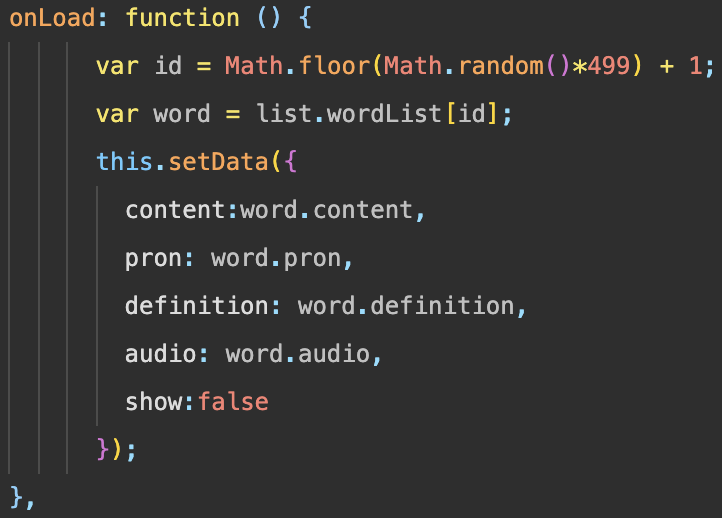 onLoad: function () {
var id = Math.floor(Math.random()*499) + 1;
var word = list.wordList[id];
this.setData({
content:word.content,
pron: word.pron,
definition: word.definition,
audio: word.audio,
show:false
});
},